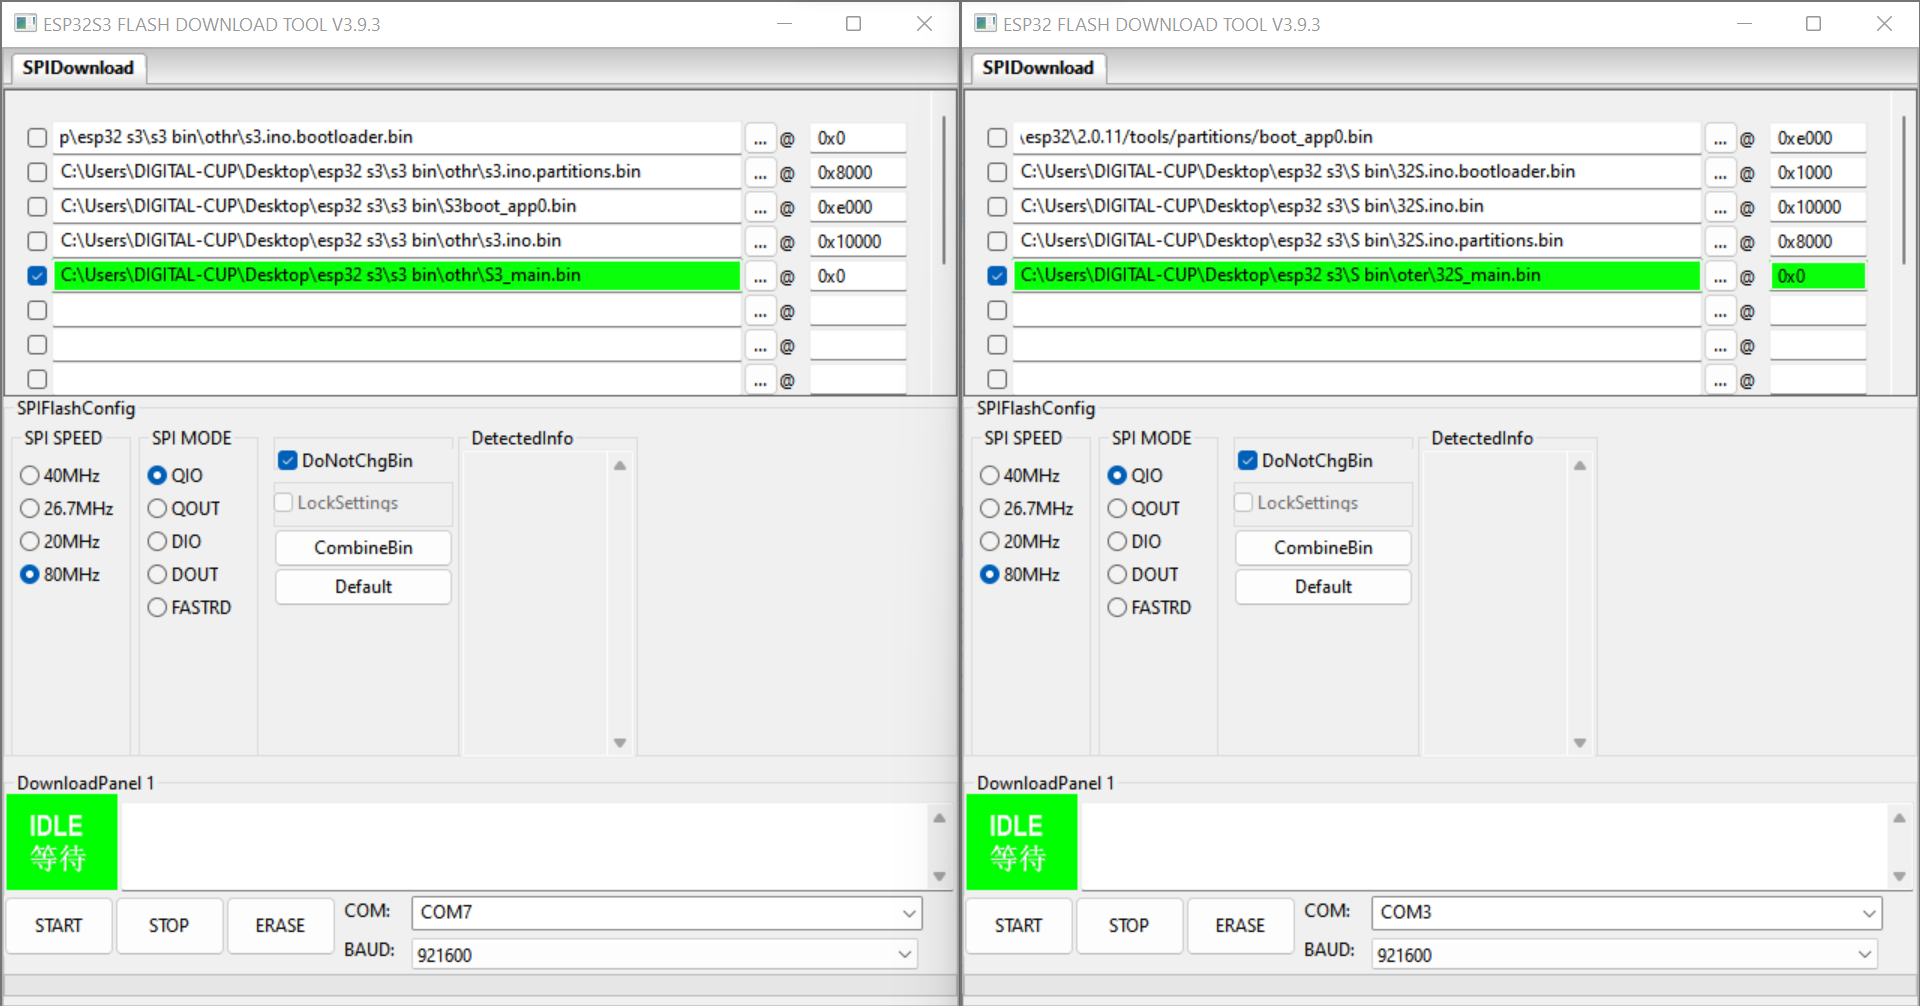 ESP32S3 FLASH DOWNLOAD TOOL V3.9.3
SPIDownload
p\esp32 s3\s3 bin\othr\s3.ino.bootloader.bin ... @ 0x0
C:\Users\DIGITAL-CUP\Desktop\esp32 s3\s3 bin\othr\s3.ino.partitions.bin ... @ 0x8000
C:\Users\DIGITAL-CUP\Desktop\esp32 s3\s3 bin\S3boot_app0.bin ... @ 0xe000
C:\Users\DIGITAL-CUP\Desktop\esp32 s3\s3 bin\othr\s3.ino.bin ... @ 0x10000
C:\Users\DIGITAL-CUP\Desktop\esp32 s3\s3 bin\othr\S3_main.bin ... @ 0x0
... @
... @
... @
SPIFlashConfig
SPI SPEED
40MHz
26.7MHz
20MHz
80MHz
SPI MODE
QIO
QOUT
DIO
DOUT
FASTRD
DoNotChgBin
LockSettings
CombineBin
Default
DetectedInfo
DownloadPanel 1
IDLE
等待
START STOP ERASE
COM: COM7
BAUD: 921600
ESP32 FLASH DOWNLOAD TOOL V3.9.3
SPIDownload
\esp32\2.0.11/tools/partitions/boot_app0.bin ... @ 0xe000
C:\Users\DIGITAL-CUP\Desktop\esp32 s3\S bin\32S.ino.bootloader.bin ... @ 0x1000
C:\Users\DIGITAL-CUP\Desktop\esp32 s3\S bin\32S.ino.bin ... @ 0x10000
C:\Users\DIGITAL-CUP\Desktop\esp32 s3\S bin\32S.ino.partitions.bin ... @ 0x8000
C:\Users\DIGITAL-CUP\Desktop\esp32 s3\S bin\oter\32S_main.bin ... @ 0x0
... @
... @
... @
SPIFlashConfig
SPI SPEED
40MHz
26.7MHz
20MHz
80MHz
SPI MODE
QIO
QOUT
DIO
DOUT
FASTRD
DoNotChgBin
LockSettings
CombineBin
Default
DetectedInfo
DownloadPanel 1
IDLE
等待
START STOP ERASE
COM: COM3
BAUD: 921600